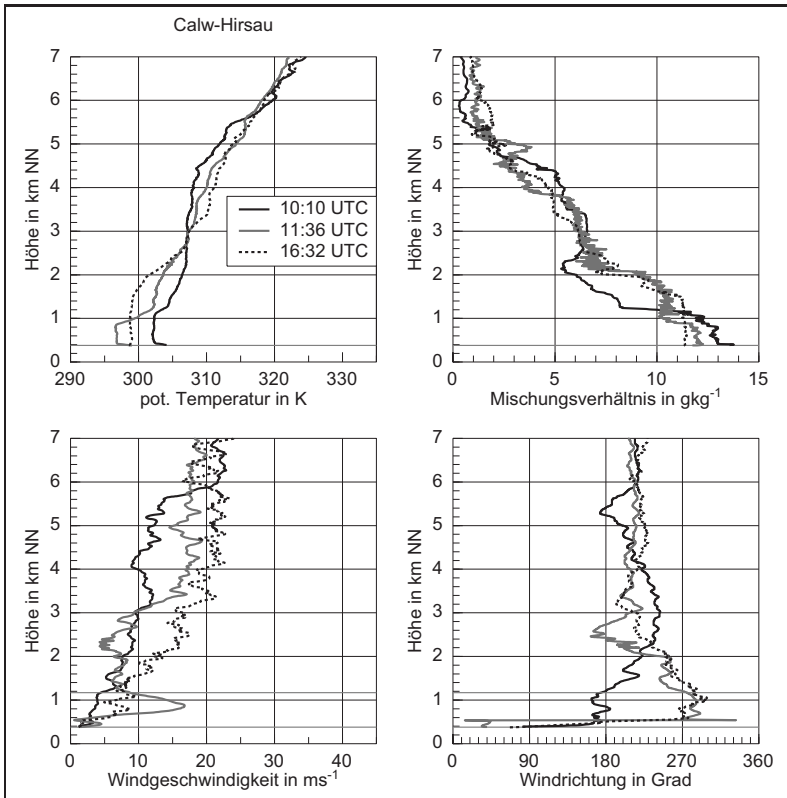 Calw-Hirsau
7
6
5
4
3
2
1
0
Höhe in km NN
290 300 310 320 330
pot. Temperatur in K
10:10 UTC
11:36 UTC
16:32 UTC
7
6
5
4
3
2
1
0
Höhe in km NN
0 5 10 15
Mischungsverhältnis in gkg-1
7
6
5
4
3
2
1
0
Höhe in km NN
0 10 20 30 40
Windgeschwindigkeit in ms-1
7
6
5
4
3
2
1
0
Höhe in km NN
0 90 180 270 360
Windrichtung in Grad